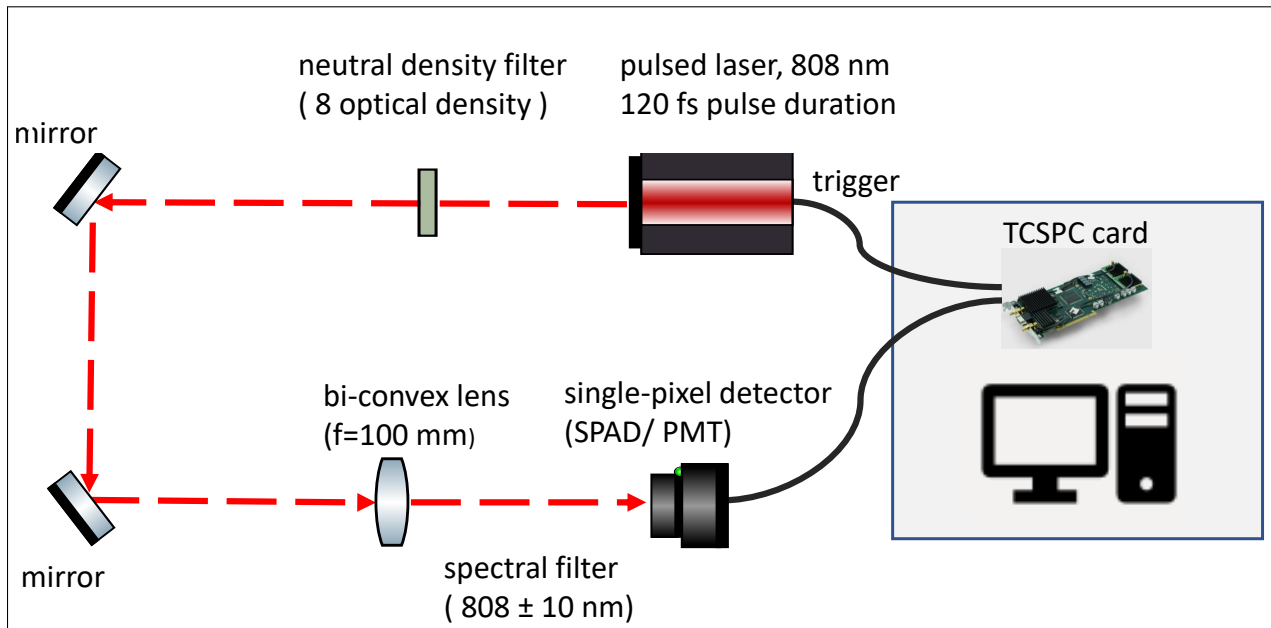 neutral density filter
( 8 optical density )
pulsed laser, 808 nm
120 fs pulse duration
mirror
trigger
TCSPC card
bi-convex lens
(f=100 mm)
single-pixel detector
(SPAD/ PMT)
mirror
spectral filter
( 808 ± 10 nm)